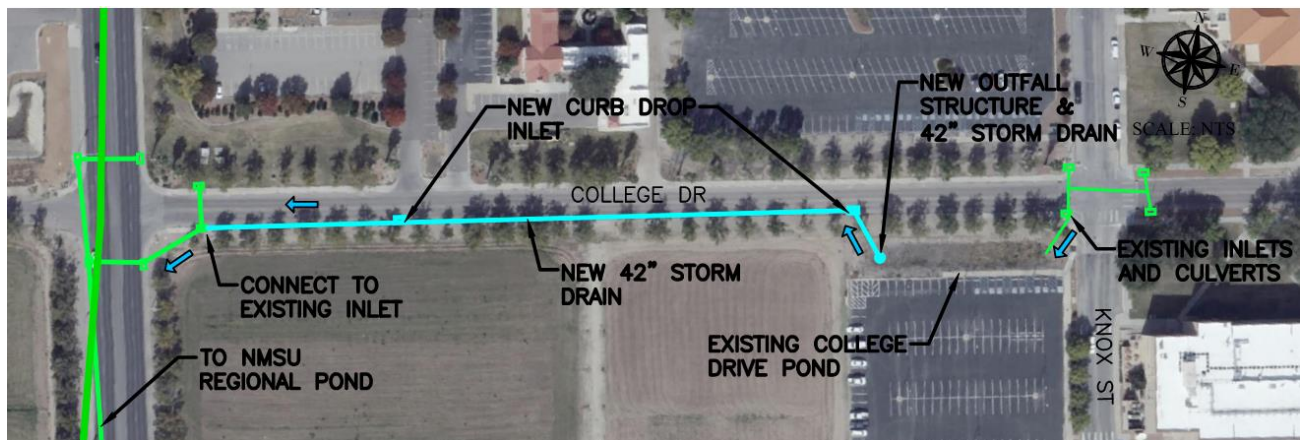 NEW CURB DROP
INLET
NEW OUTFALL
STRUCTURE &
42" STORM DRAIN
N
W
E
S
SCALE: NTS
COLLEGE DR
CONNECT TO
EXISTING INLET
NEW 42" STORM
DRAIN
EXISTING INLETS
AND CULVERTS
EXISTING COLLEGE
DRIVE POND
KNOX ST
TO NMSU
REGIONAL POND